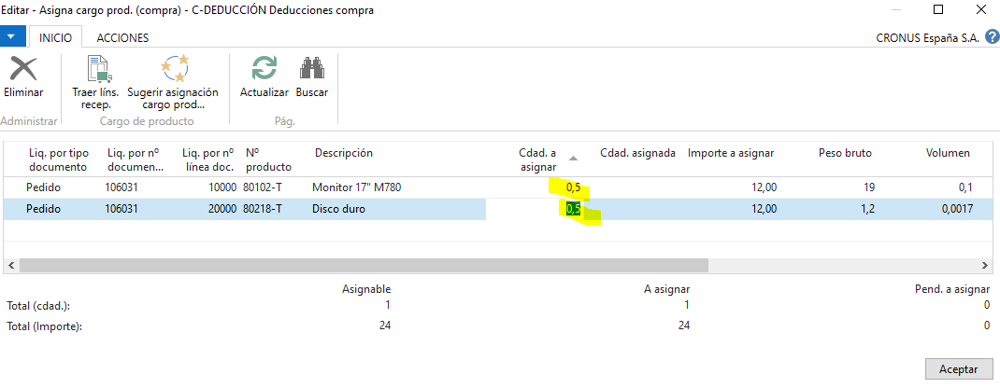 Editar - Asigna cargo prod. (compra) - C-DEDUCCIÓN Deducciones compra
INICIO ACCIONES CRONUS España S.A.
Eliminar Traer líns. recep. Sugerir asignación cargo prod... Actualizar Buscar
Administrar Cargo de producto Pág.
Liq. por tipo documento Liq. por nº documen... Liq. por nº línea doc. Nº producto Descripción Cdad. a asignar Cdad. asignada Importe a asignar Peso bruto Volumen
Pedido 106031 10000 80102-T Monitor 17" M780 0,5 12,00 19 0,1
Pedido 106031 20000 80218-T Disco duro 0,5 12,00 1,2 0,0017
Asignable A asignar Pend. a asignar
Total (cdad.): 1 1 0
Total (Importe): 24 24 0
Aceptar